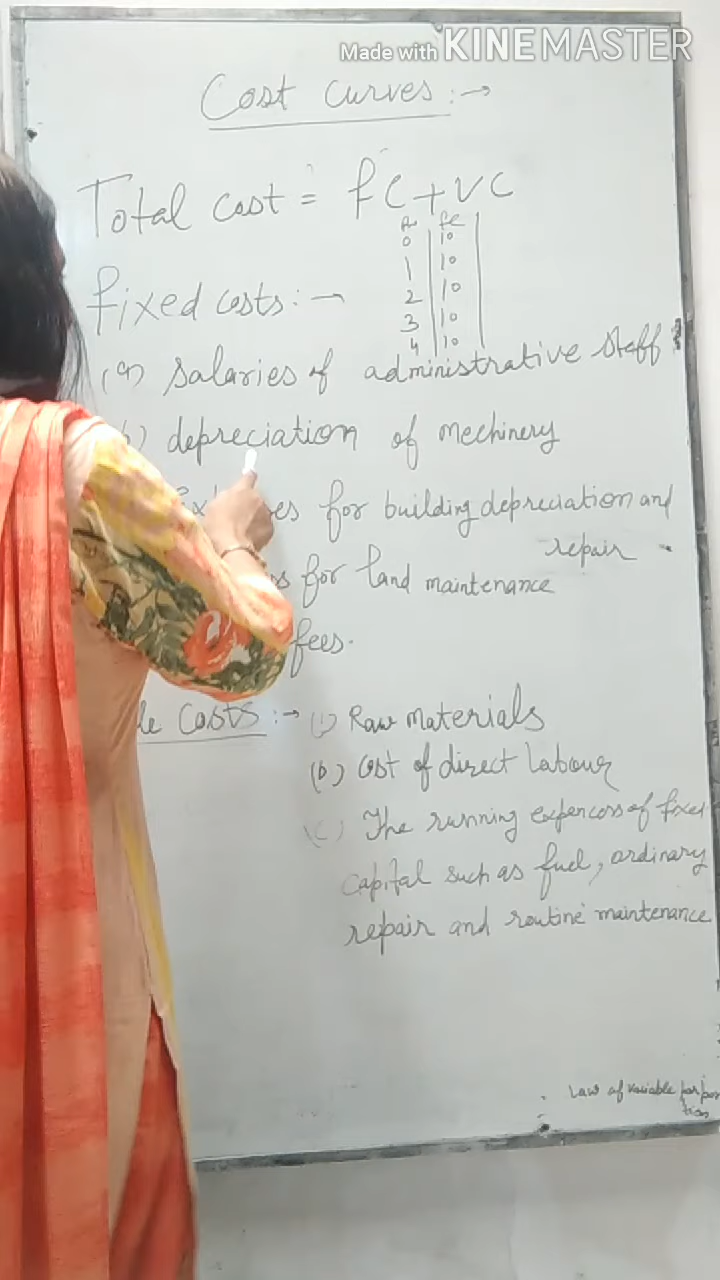 Made with KINEMASTER
Cost Curves :→
Total cost = FC + VC
Q FC
0 10
1 10
2 10
3 10
4 10
Fixed costs :→
(a) Salaries of administrative staff
) depreciation of mechinery
es for building depreciation and
repair
s for land maintenance
fees.
le Costs :→ (i) Raw materials
(b) Cost of direct labour
(c) The running expences of fixed
capital such as fuel, ordinary
repair and routine maintenance
Law of variable